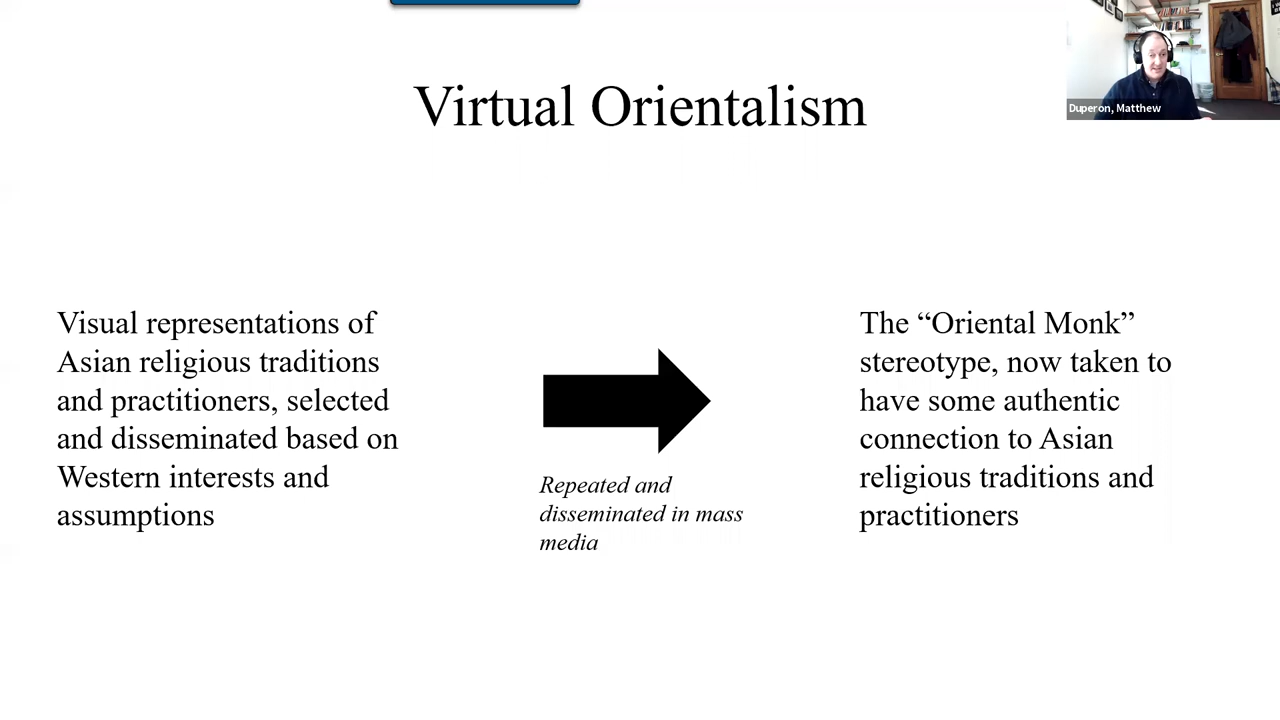 Virtual Orientalism
Duperon, Matthew
Visual representations of
Asian religious traditions
and practitioners, selected
and disseminated based on
Western interests and
assumptions
Repeated and
disseminated in mass
media
The “Oriental Monk”
stereotype, now taken to
have some authentic
connection to Asian
religious traditions and
practitioners